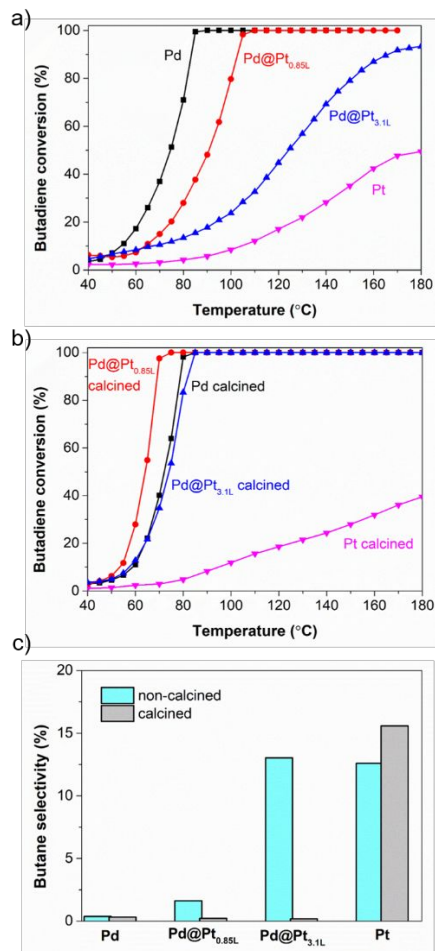 a)
Butadiene conversion (%)
100
80
60
40
20
0
Pd
Pd@Pt0.85L
Pd@Pt3.1L
Pt
40 60 80 100 120 140 160 180
Temperature (°C)
b)
Butadiene conversion (%)
100
80
60
40
20
0
Pd@Pt0.85L
calcined
Pd calcined
Pd@Pt3.1L calcined
Pt calcined
40 60 80 100 120 140 160 180
Temperature (°C)
c)
Butane selectivity (%)
20
15
10
5
0
non-calcined
calcined
Pd Pd@Pt0.85L Pd@Pt3.1L Pt